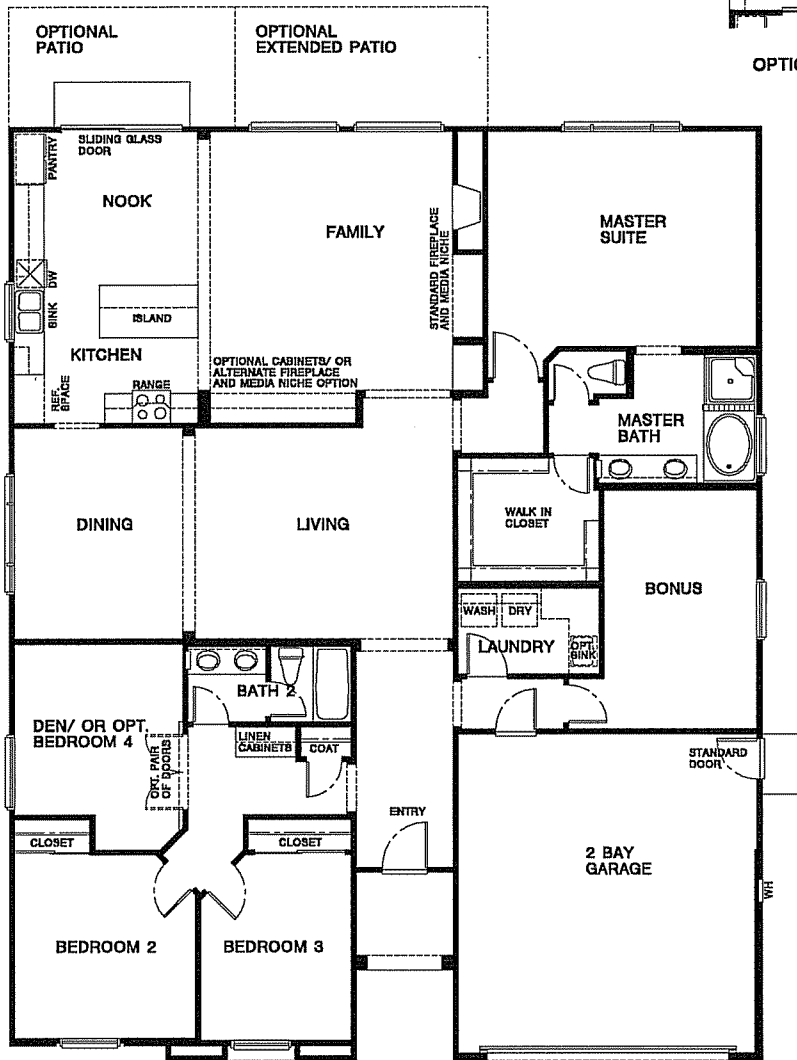 OPTIONAL
PATIO
OPTIONAL
EXTENDED PATIO
SLIDING GLASS
DOOR
PANTRY
NOOK
FAMILY
STANDARD FIREPLACE
AND MEDIA NICHE
MASTER
SUITE
DW
SINK
ISLAND
KITCHEN
REF.
SPACE
RANGE
OPTIONAL CABINETS/ OR
ALTERNATE FIREPLACE
AND MEDIA NICHE OPTION
MASTER
BATH
DINING
LIVING
WALK IN
CLOSET
BONUS
WASH
DRY
LAUNDRY
OPT.
SINK
BATH 2
DEN/ OR OPT.
BEDROOM 4
OPT. PAIR
OF DOORS
LINEN
CABINETS
COAT
STANDARD
DOOR
ENTRY
CLOSET
CLOSET
2 BAY
GARAGE
WH
BEDROOM 2
BEDROOM 3